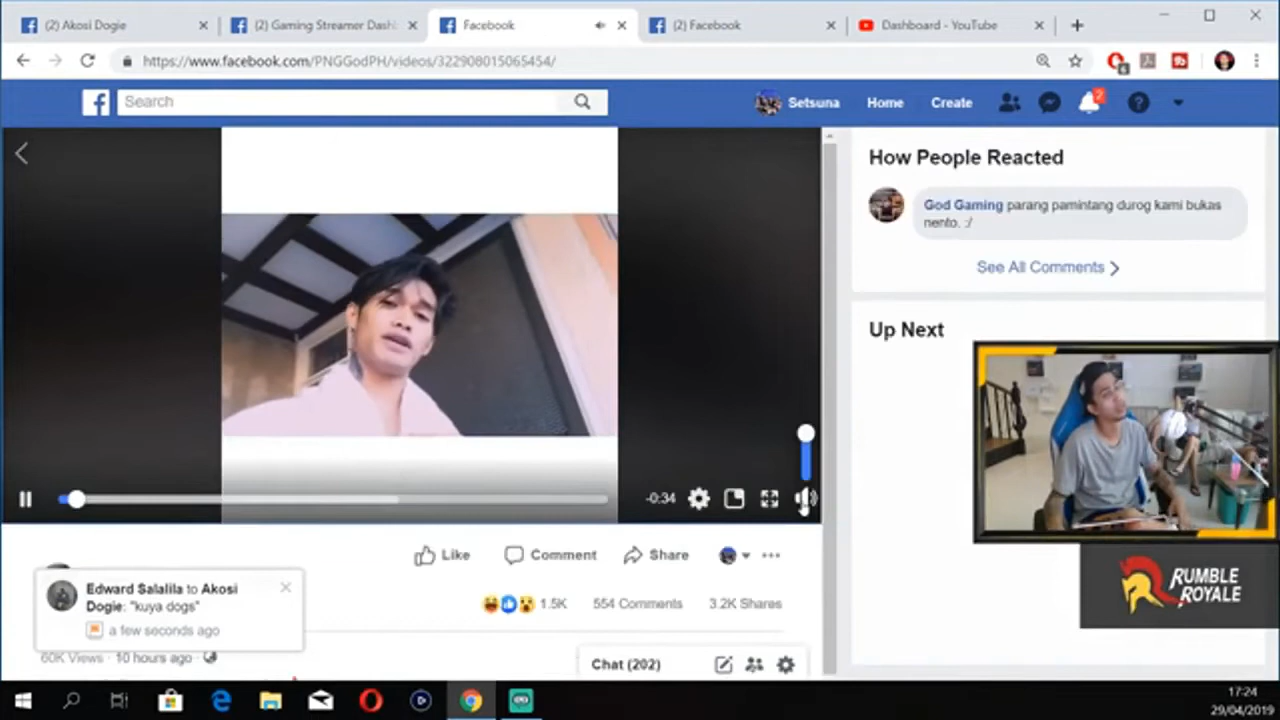 (2) Akosi Dogie
(2) Gaming Streamer Dash
Facebook
(2) Facebook
Dashboard - YouTube
https://www.facebook.com/PNGGodPH/videos/322908015065454/
6
Search
Setsuna
Home
Create
2
How People Reacted
God Gaming parang pamintang durog kami bukas
nento. :/
See All Comments
Up Next
-0:34
Like
Comment
Share
1.5K
554 Comments
3.2K Shares
Edward Salalila to Akosi
Dogie: "kuya dogs"
a few seconds ago
60K Views · 10 hours ago ·
Chat (202)
RUMBLE
ROYALE
17:24
29/04/2019